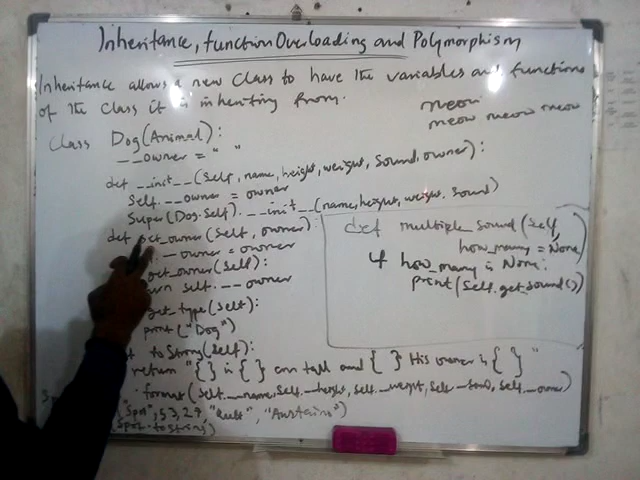 Inheritance, function Overloading and Polymorphism
Inheritance allows a new Class to have the variables and functions
of the class it is inheriting from.
meow
meow meow meow
Class Dog(Animal):
__owner = " "
def __init__(self, name, height, weight, sound, owner):
self.__owner = owner
super(Dog.self).__init__(name, height, weight, sound)
def set_owner(self, owner):
.__owner = owner
get_owner(self):
self.__owner
get_type(self):
print("Dog")
toString(self):
return "{ } is { } can tall and { } His owner is { }"
.format(self.__name, self.__height, self.__weight, self.__sound, self.__owner)
def multiple_sound(self,
how_many = None)
if how_many is None:
print(self.get_sound())